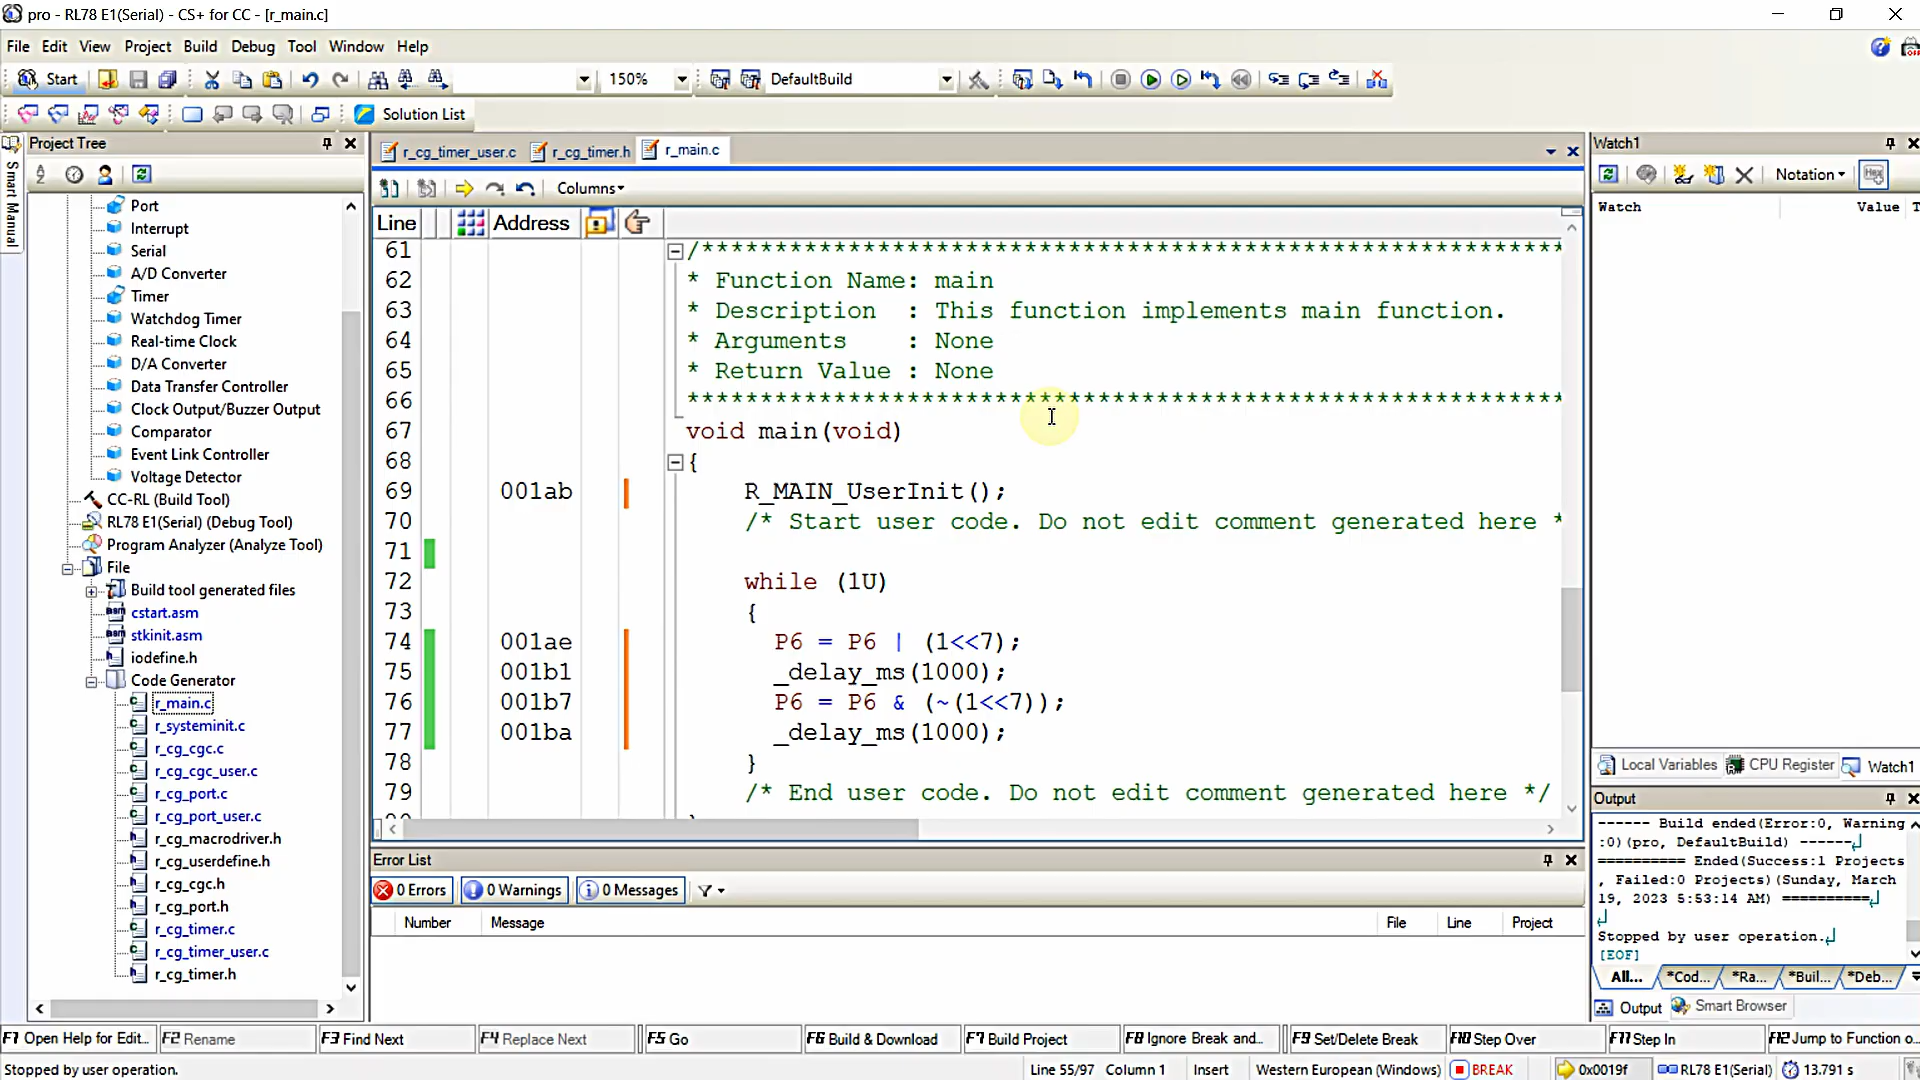 pro - RL78 E1(Serial) - CS+ for CC - [r_main.c]
File Edit View Project Build Debug Tool Window Help
Start 150% DefaultBuild
Solution List
Smart Manual
Project Tree
Port
Interrupt
Serial
A/D Converter
Timer
Watchdog Timer
Real-time Clock
D/A Converter
Data Transfer Controller
Clock Output/Buzzer Output
Comparator
Event Link Controller
Voltage Detector
CC-RL (Build Tool)
RL78 E1(Serial) (Debug Tool)
Program Analyzer (Analyze Tool)
File
Build tool generated files
cstart.asm
stkinit.asm
iodefine.h
Code Generator
r_main.c
r_systeminit.c
r_cg_cgc.c
r_cg_cgc_user.c
r_cg_port.c
r_cg_port_user.c
r_cg_macrodriver.h
r_cg_userdefine.h
r_cg_cgc.h
r_cg_port.h
r_cg_timer.c
r_cg_timer_user.c
r_cg_timer.h
r_cg_timer_user.c r_cg_timer.h r_main.c
Columns
Line Address
61 /************************************************************
62 * Function Name: main
63 * Description : This function implements main function.
64 * Arguments : None
65 * Return Value : None
66 ************************************************************
67 void main(void)
68 {
69 001ab R_MAIN_UserInit();
70 /* Start user code. Do not edit comment generated here *
71
72 while (1U)
73 {
74 001ae P6 = P6 | (1<<7);
75 001b1 _delay_ms(1000);
76 001b7 P6 = P6 & (~(1<<7));
77 001ba _delay_ms(1000);
78 }
79 /* End user code. Do not edit comment generated here */
Error List
0 Errors 0 Warnings 0 Messages
Number Message File Line Project
Watch1
Notation Hex
Watch Value T
Local Variables CPU Register Watch1
Output
------ Build ended(Error:0, Warning
:0)(pro, DefaultBuild) ------
========== Ended(Success:1 Projects
, Failed:0 Projects)(Sunday, March
19, 2023 5:53:14 AM) ==========
Stopped by user operation.
[EOF]
All... *Cod... *Ra... *Buil... *Deb...
Output Smart Browser
F1 Open Help for Edit... F2 Rename F3 Find Next F4 Replace Next F5 Go F6 Build & Download F7 Build Project F8 Ignore Break and... F9 Set/Delete Break F10 Step Over F11 Step In F12 Jump to Function o...
Stopped by user operation. Line 55/97 Column 1 Insert Western European (Windows) BREAK 0x0019f RL78 E1(Serial) 13.791 s